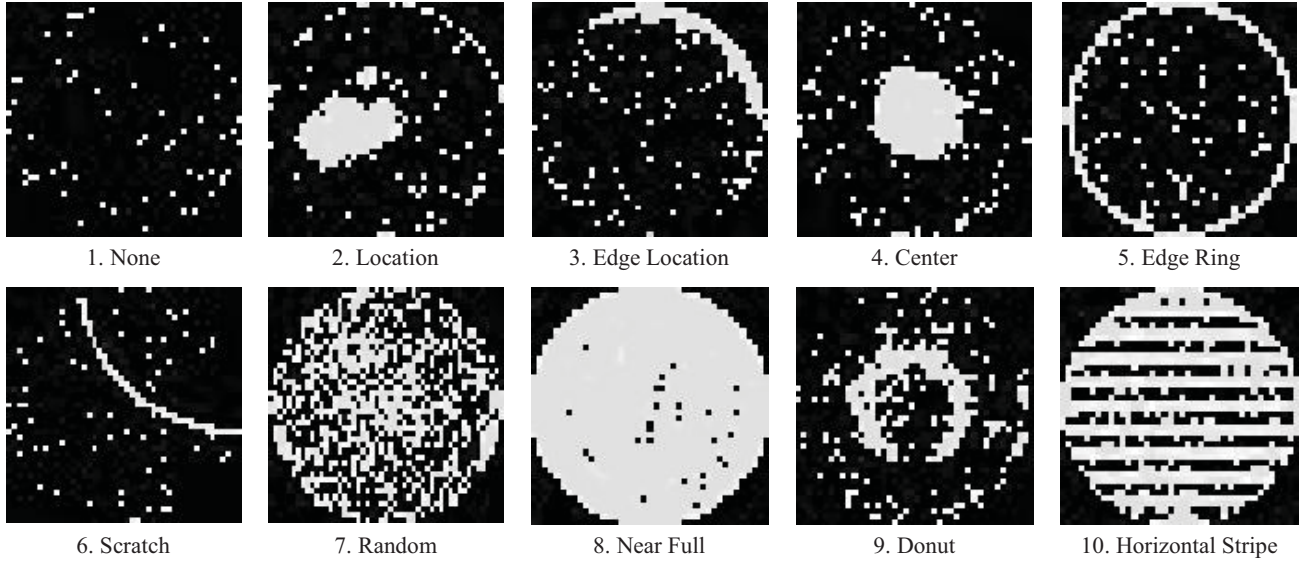 1. None
2. Location
3. Edge Location
4. Center
5. Edge Ring
6. Scratch
7. Random
8. Near Full
9. Donut
10. Horizontal Stripe